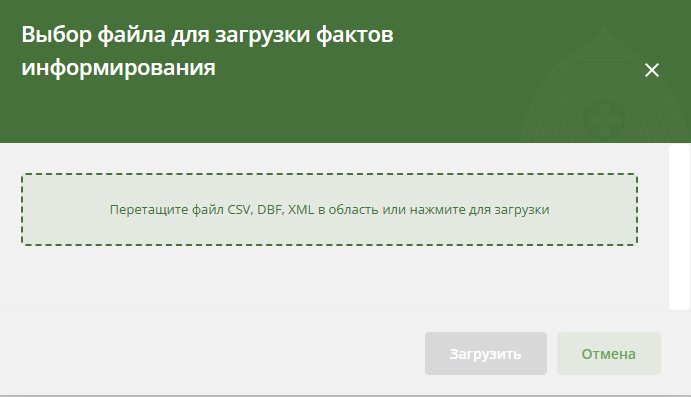 Выбор файла для загрузки фактов
информирования
Перетащите файл CSV, DBF, XML в область или нажмите для загрузки
Загрузить
Отмена